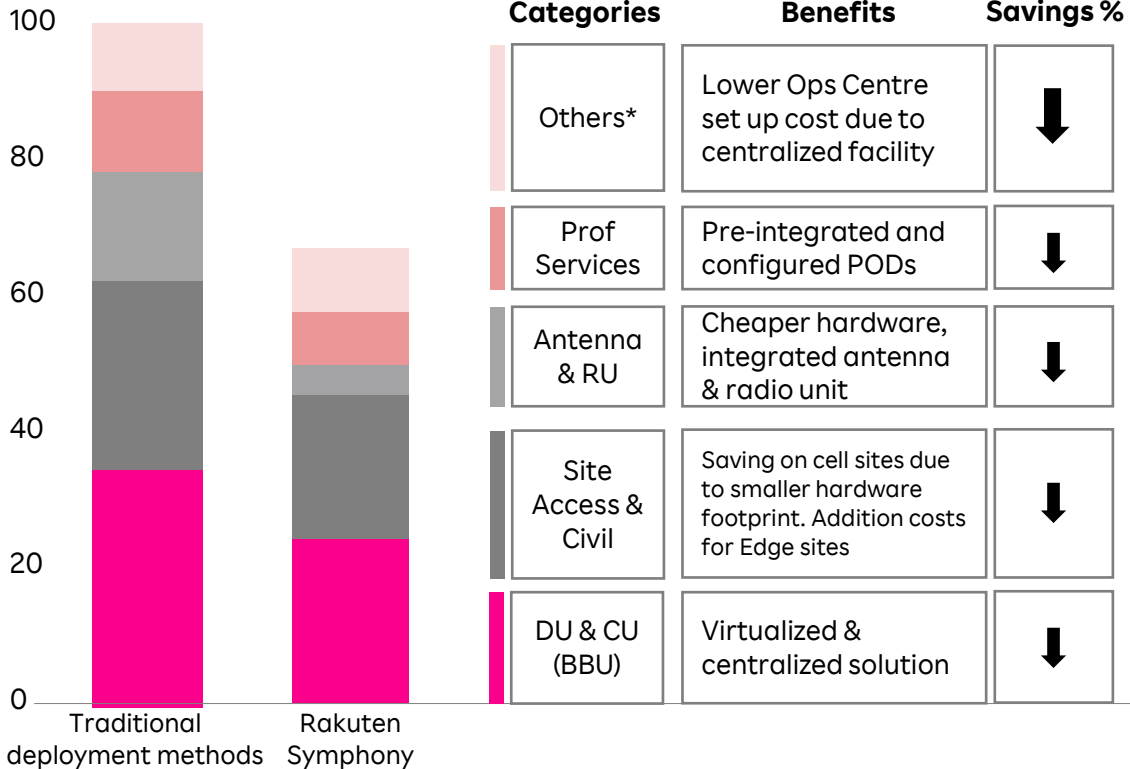 100
80
60
40
20
0
Traditional
deployment methods
Rakuten
Symphony
Categories
Benefits
Savings %
Others*
Lower Ops Centre
set up cost due to
centralized facility
Prof
Services
Pre-integrated and
configured PODs
Antenna
& RU
Cheaper hardware,
integrated antenna
& radio unit
Site
Access &
Civil
Saving on cell sites due
to smaller hardware
footprint. Addition costs
for Edge sites
DU & CU
(BBU)
Virtualized &
centralized solution